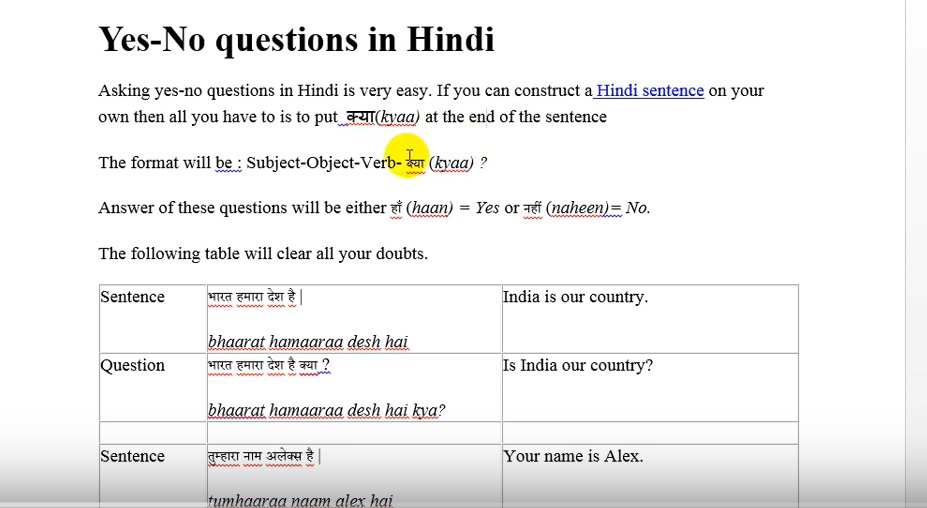 Yes-No questions in Hindi
Asking yes-no questions in Hindi is very easy. If you can construct a Hindi sentence on your
own then all you have to is to put क्या(kyaa) at the end of the sentence
The format will be : Subject-Object-Verb- क्या (kyaa) ?
Answer of these questions will be either हाँ (haan) = Yes or नहीं (naheen)= No.
The following table will clear all your doubts.
Sentence
भारत हमारा देश है |
bhaarat hamaaraa desh hai
India is our country.
Question
भारत हमारा देश है क्या ?
bhaarat hamaaraa desh hai kya?
Is India our country?
Sentence
तुम्हारा नाम अलेक्स है |
tumhaaraa naam alex hai
Your name is Alex.